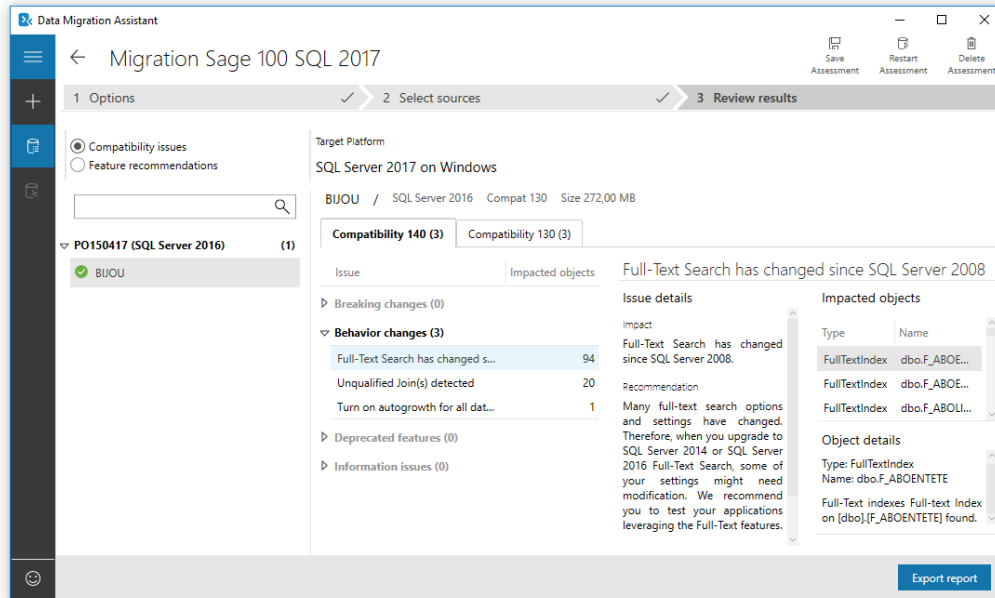 Data Migration Assistant
Migration Sage 100 SQL 2017
Save Assessment
Restart Assessment
Delete Assessment
1 Options
2 Select sources
3 Review results
Compatibility issues
Feature recommendations
PO150417 (SQL Server 2016) (1)
BIJOU
Target Platform
SQL Server 2017 on Windows
BIJOU / SQL Server 2016 Compat 130 Size 272,00 MB
Compatibility 140 (3) Compatibility 130 (3)
Issue Impacted objects
Breaking changes (0)
Behavior changes (3)
Full-Text Search has changed s... 94
Unqualified Join(s) detected 20
Turn on autogrowth for all dat... 1
Deprecated features (0)
Information issues (0)
Full-Text Search has changed since SQL Server 2008
Issue details
Impact
Full-Text Search has changed
since SQL Server 2008.
Recommendation
Many full-text search options
and settings have changed.
Therefore, when you upgrade to
SQL Server 2014 or SQL Server
2016 Full-Text Search, some of
your settings might need
modification. We recommend
you to test your applications
leveraging the Full-Text features.
Impacted objects
Type Name
FullTextIndex dbo.F_ABOE...
FullTextIndex dbo.F_ABOE...
FullTextIndex dbo.F_ABOLI...
Object details
Type: FullTextIndex
Name: dbo.F_ABOENTETE
Full-Text indexes Full-text Index
on [dbo].[F_ABOENTETE] found.
Export report